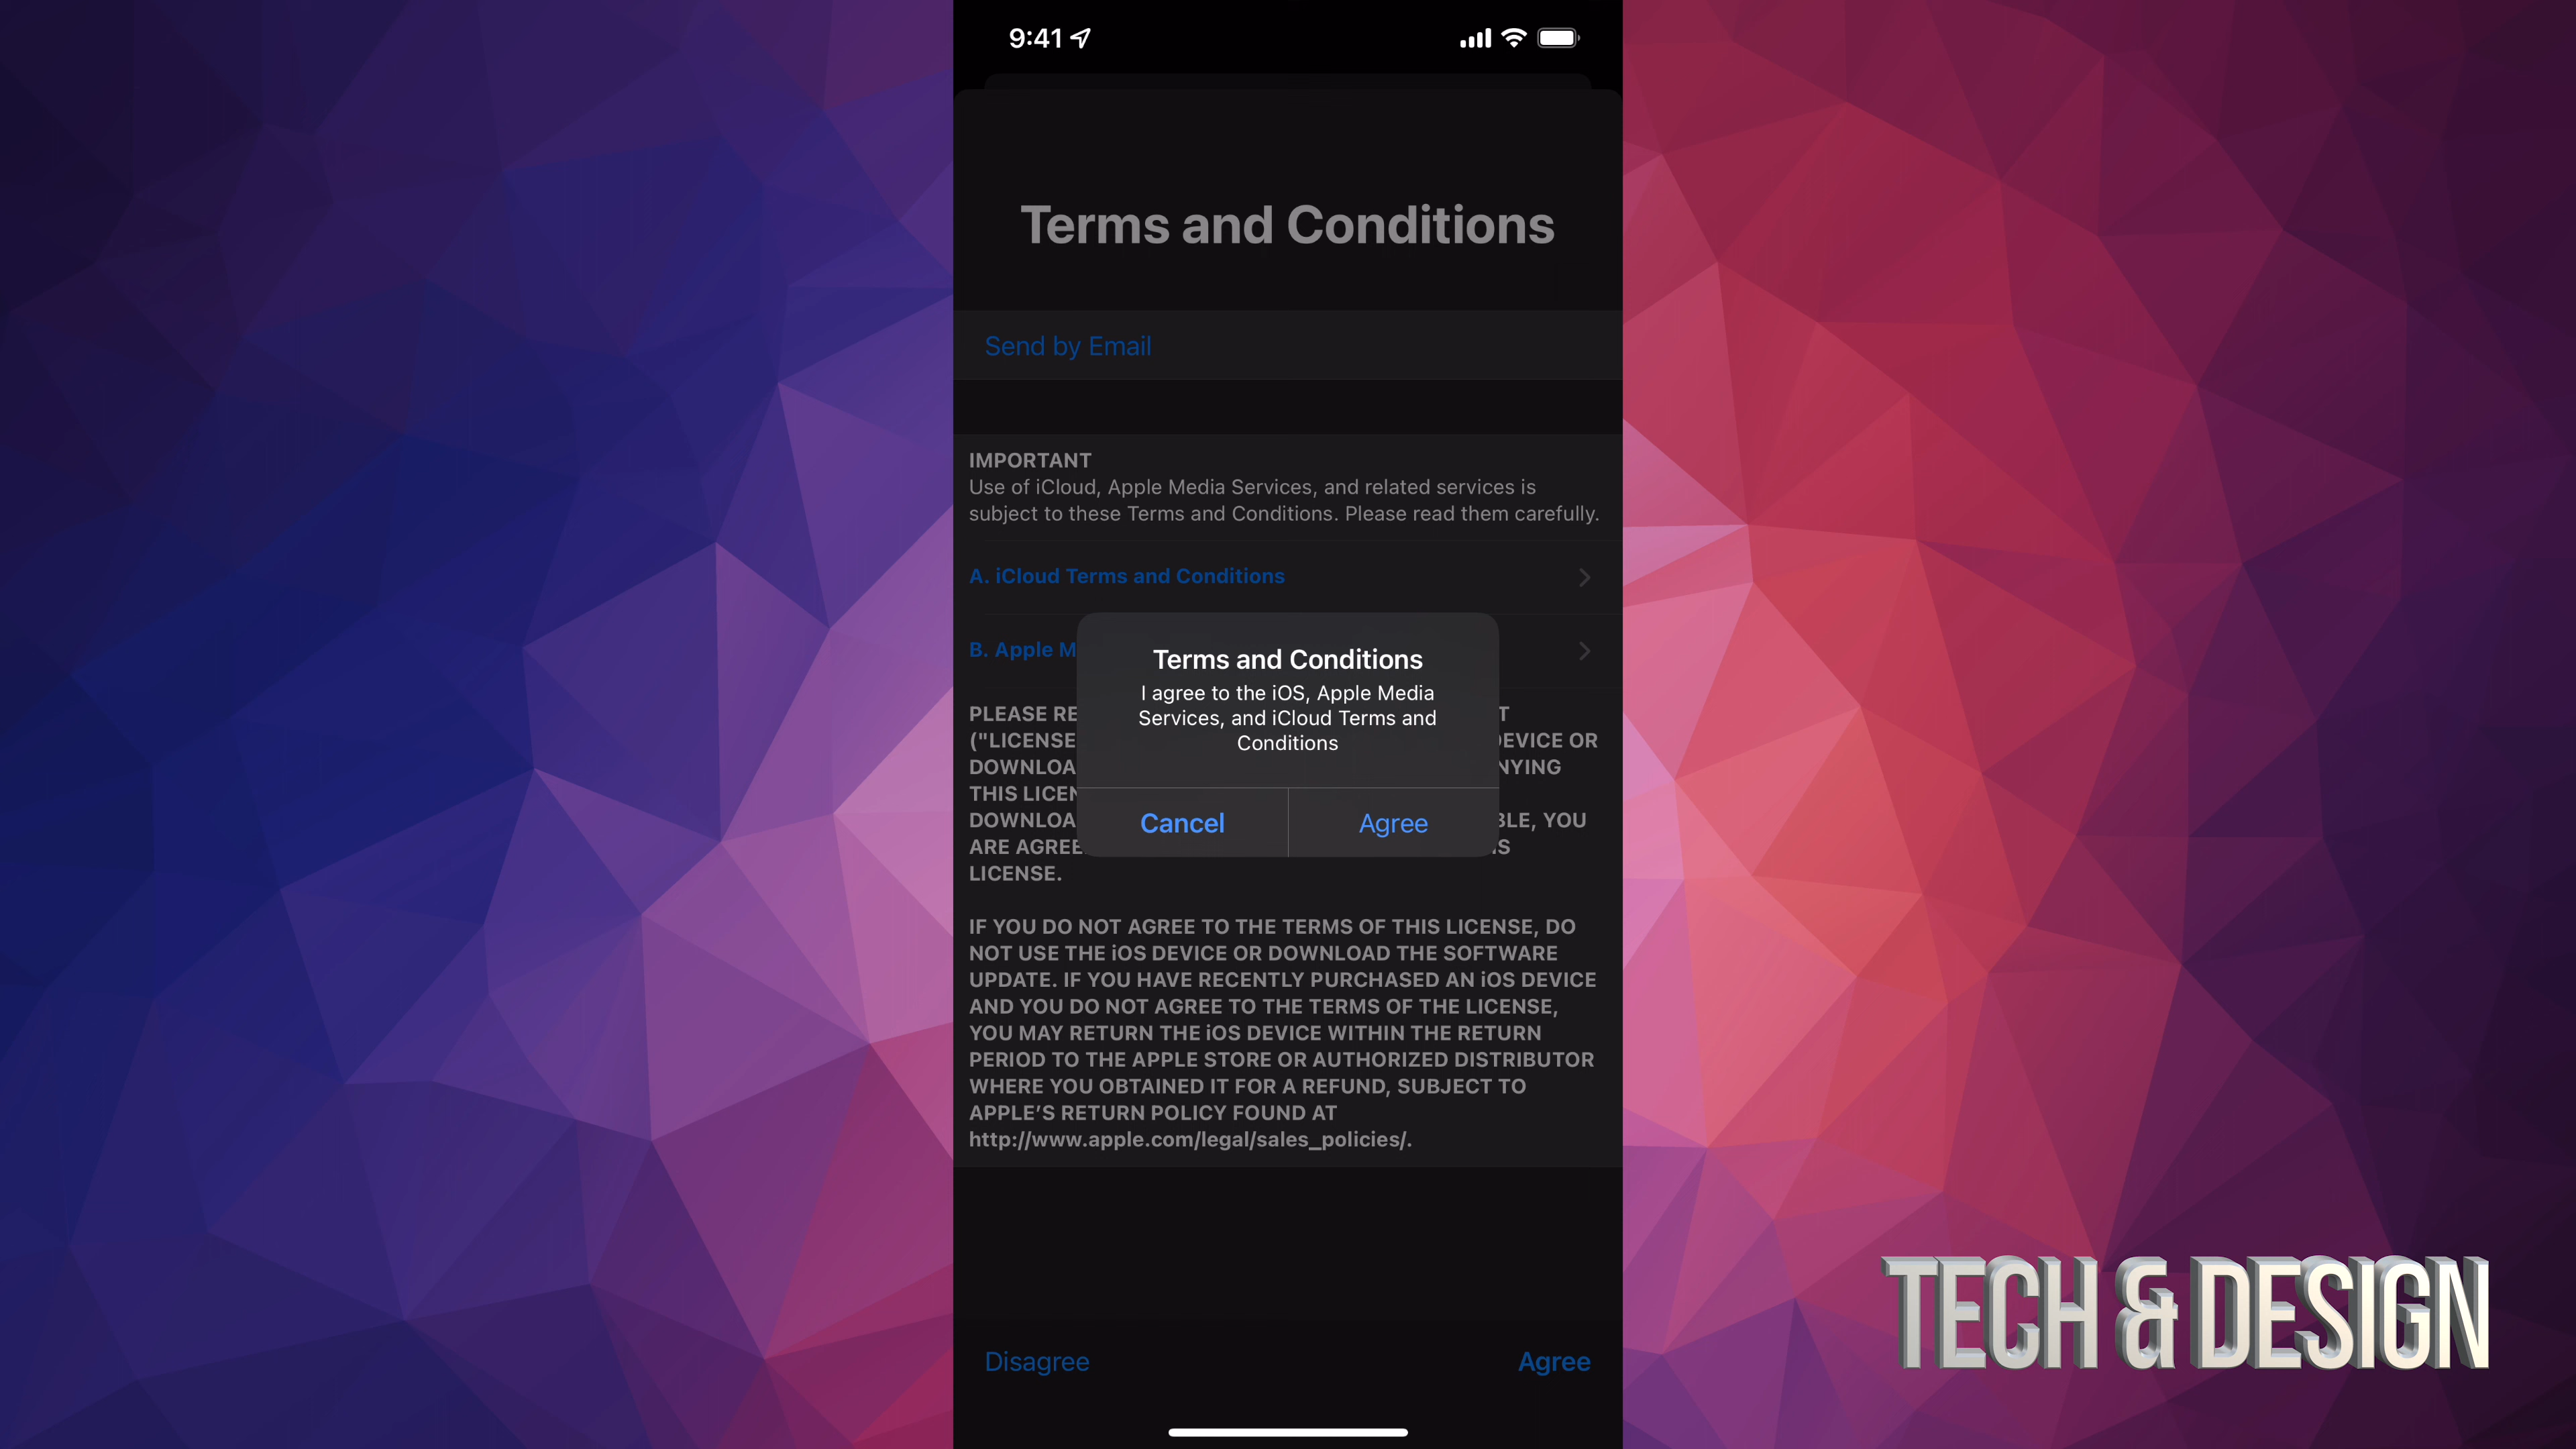 9:41
Terms and Conditions
Send by Email
IMPORTANT
Use of iCloud, Apple Media Services, and related services is
subject to these Terms and Conditions. Please read them carefully.
A. iCloud Terms and Conditions
B. Apple M
Terms and Conditions
I agree to the iOS, Apple Media
Services, and iCloud Terms and
Conditions
Cancel
Agree
PLEASE RE T
("LICENSE EVICE OR
DOWNLOA NYING
THIS LICEN
DOWNLOA BLE, YOU
ARE AGREE IS
LICENSE.
IF YOU DO NOT AGREE TO THE TERMS OF THIS LICENSE, DO
NOT USE THE iOS DEVICE OR DOWNLOAD THE SOFTWARE
UPDATE. IF YOU HAVE RECENTLY PURCHASED AN iOS DEVICE
AND YOU DO NOT AGREE TO THE TERMS OF THE LICENSE,
YOU MAY RETURN THE iOS DEVICE WITHIN THE RETURN
PERIOD TO THE APPLE STORE OR AUTHORIZED DISTRIBUTOR
WHERE YOU OBTAINED IT FOR A REFUND, SUBJECT TO
APPLE’S RETURN POLICY FOUND AT
http://www.apple.com/legal/sales_policies/.
Disagree
Agree
TECH & DESIGN